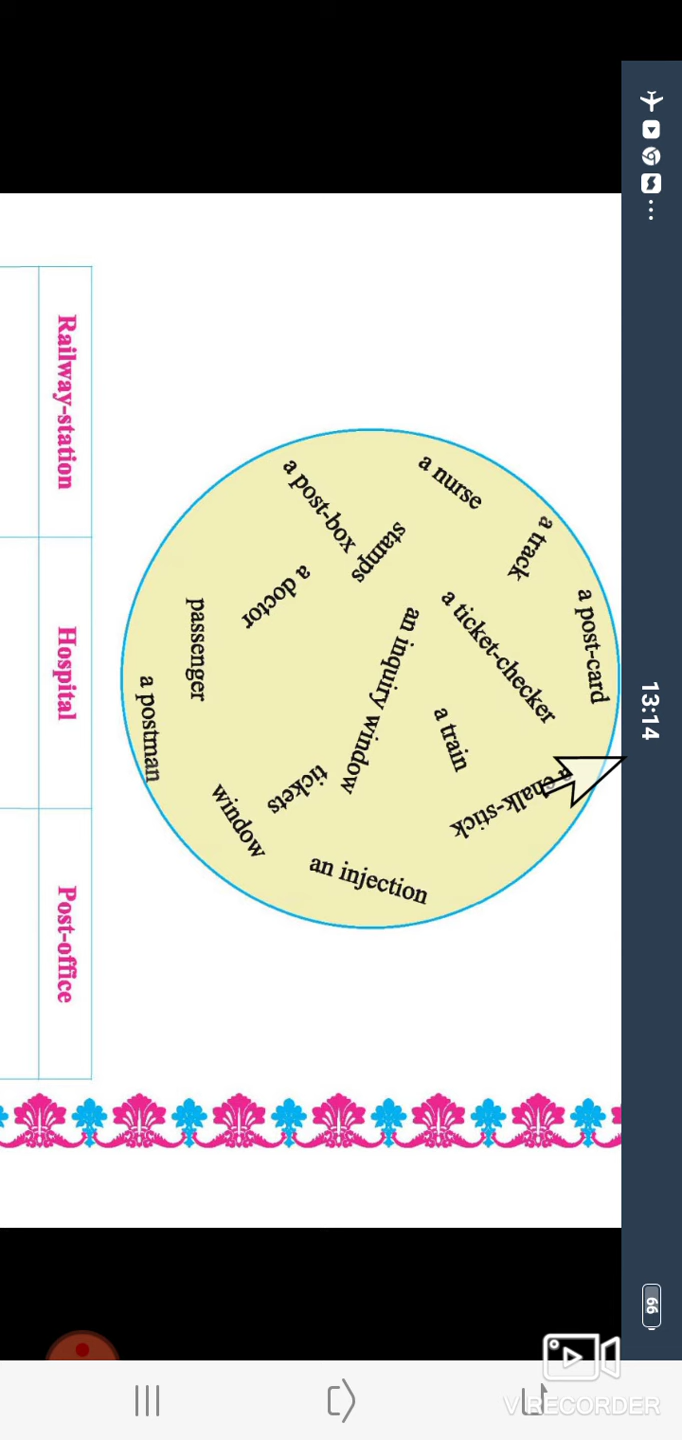 13:14
66
a post-card
a track
a chalk-stick
a nurse
a ticket-checker
a train
stamps
an inquiry window
an injection
a post-box
a doctor
tickets
passenger
window
a postman
Railway-station
Hospital
Post-office
V RECORDER